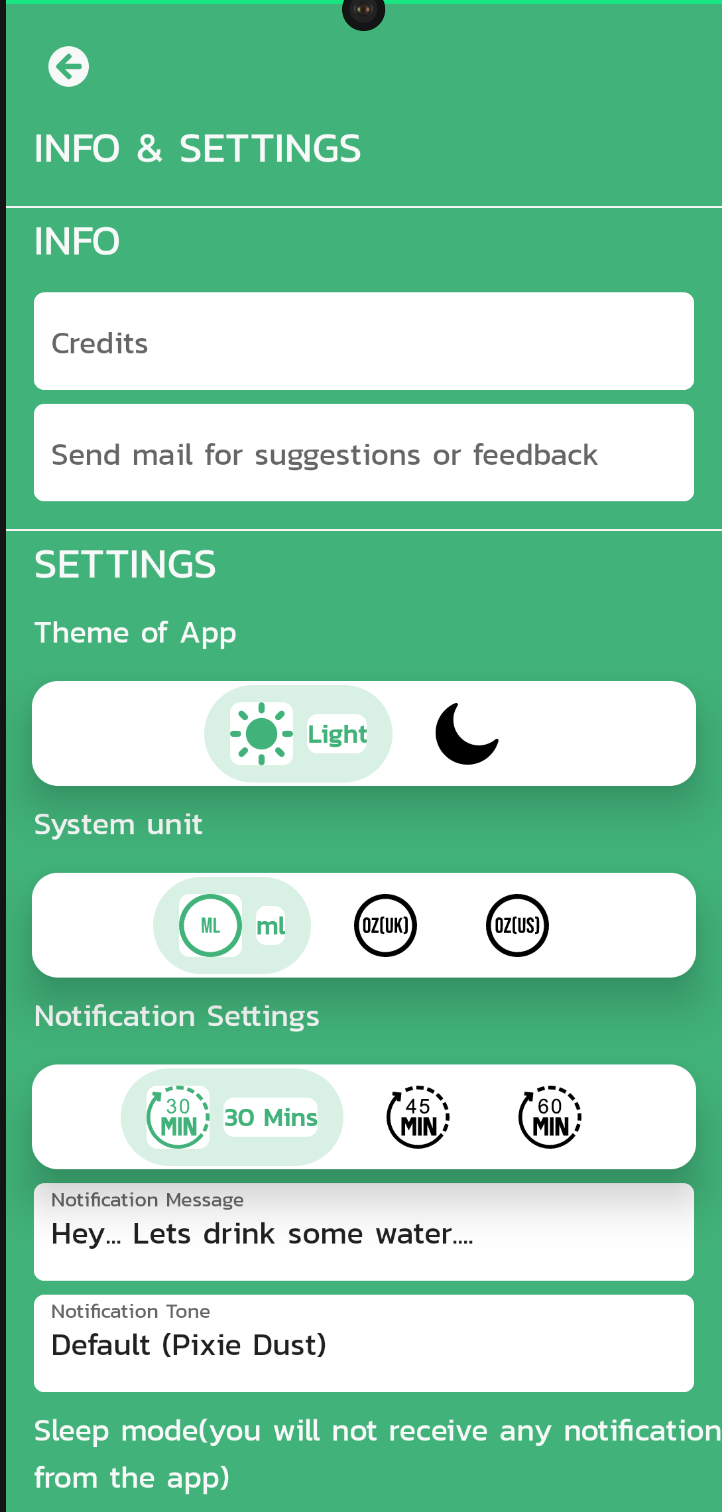 INFO & SETTINGS
INFO
Credits
Send mail for suggestions or feedback
SETTINGS
Theme of App
Light
System unit
ML ml OZ(UK) OZ(US)
Notification Settings
30 MIN 30 Mins 45 MIN 60 MIN
Notification Message
Hey... Lets drink some water....
Notification Tone
Default (Pixie Dust)
Sleep mode(you will not receive any notification
from the app)